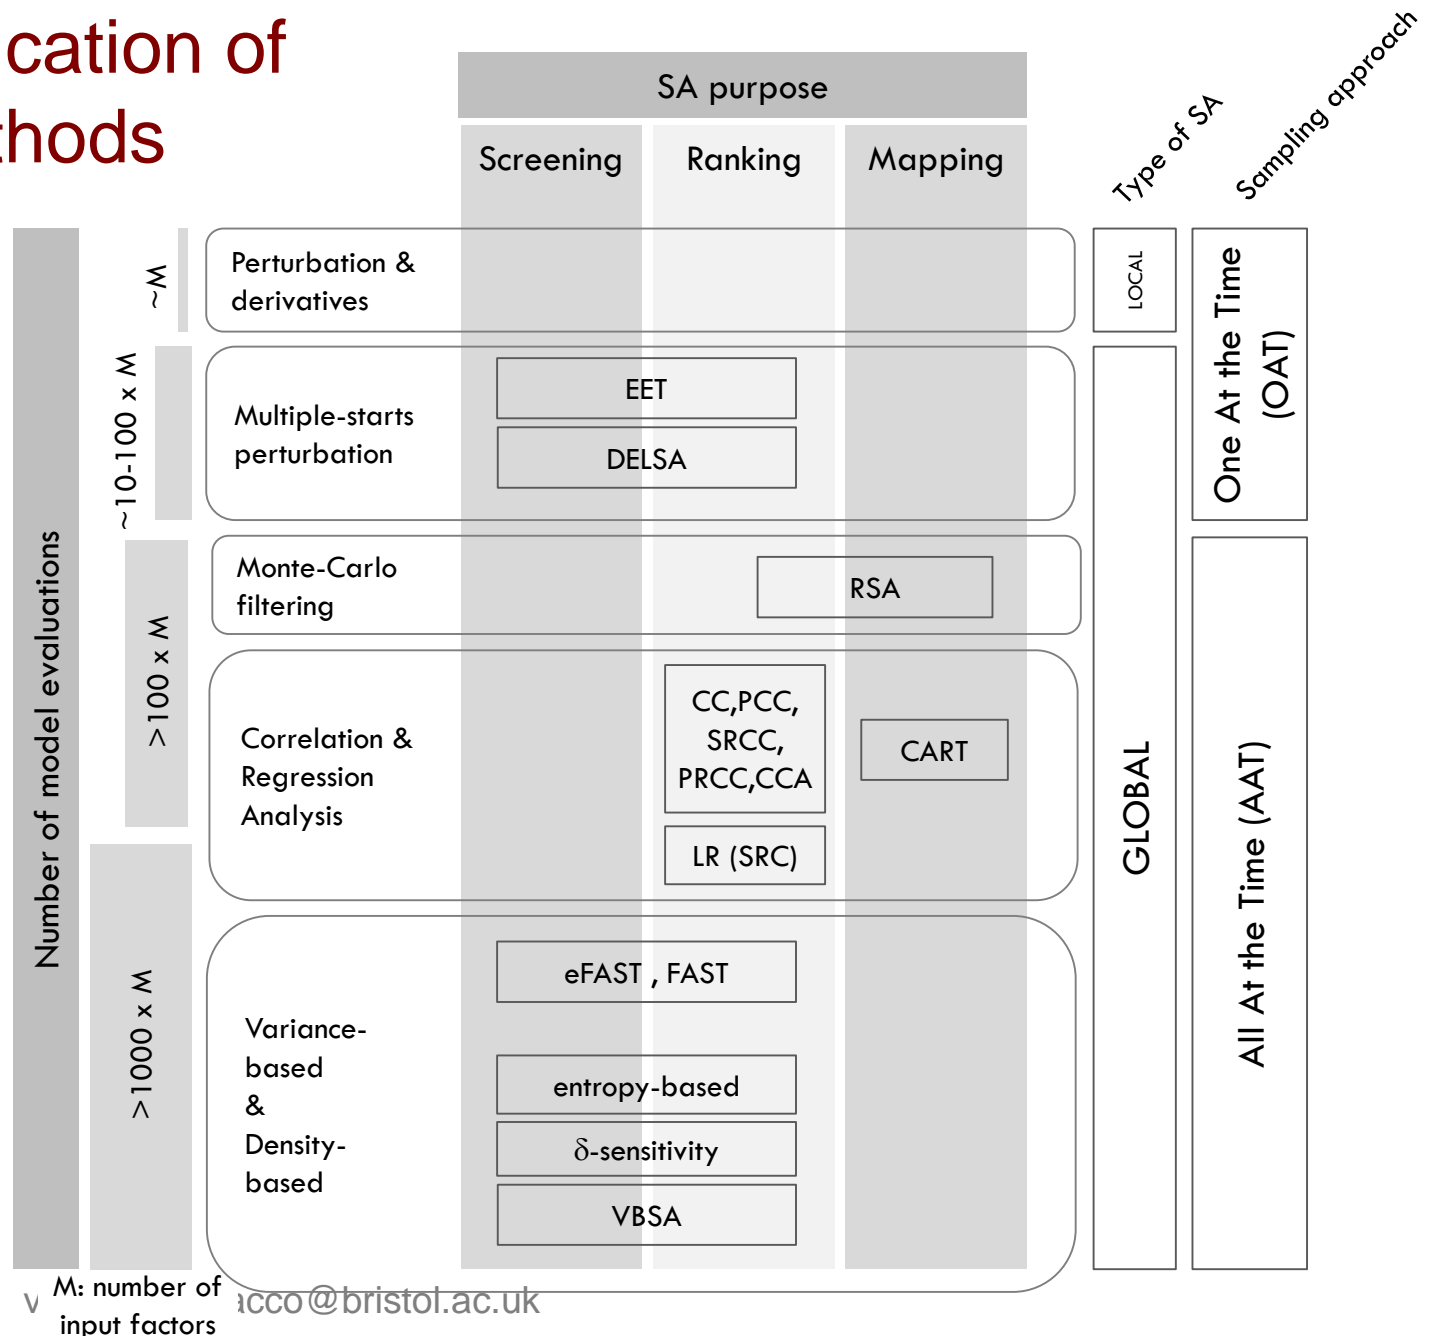 cation of
thods
SA purpose
Screening
Ranking
Mapping
Type of SA
Sampling approach
Number of model evaluations
~M
~10-100 x M
>100 x M
>1000 x M
Perturbation &
derivatives
Multiple-starts
perturbation
EET
DELSA
Monte-Carlo
filtering
RSA
Correlation &
Regression
Analysis
CC,PCC,
SRCC,
PRCC,CCA
CART
LR (SRC)
Variance-
based
&
Density-
based
eFAST , FAST
entropy-based
δ-sensitivity
VBSA
LOCAL
GLOBAL
One At the Time
(OAT)
All At the Time (AAT)
M: number of
input factors
acco@bristol.ac.uk